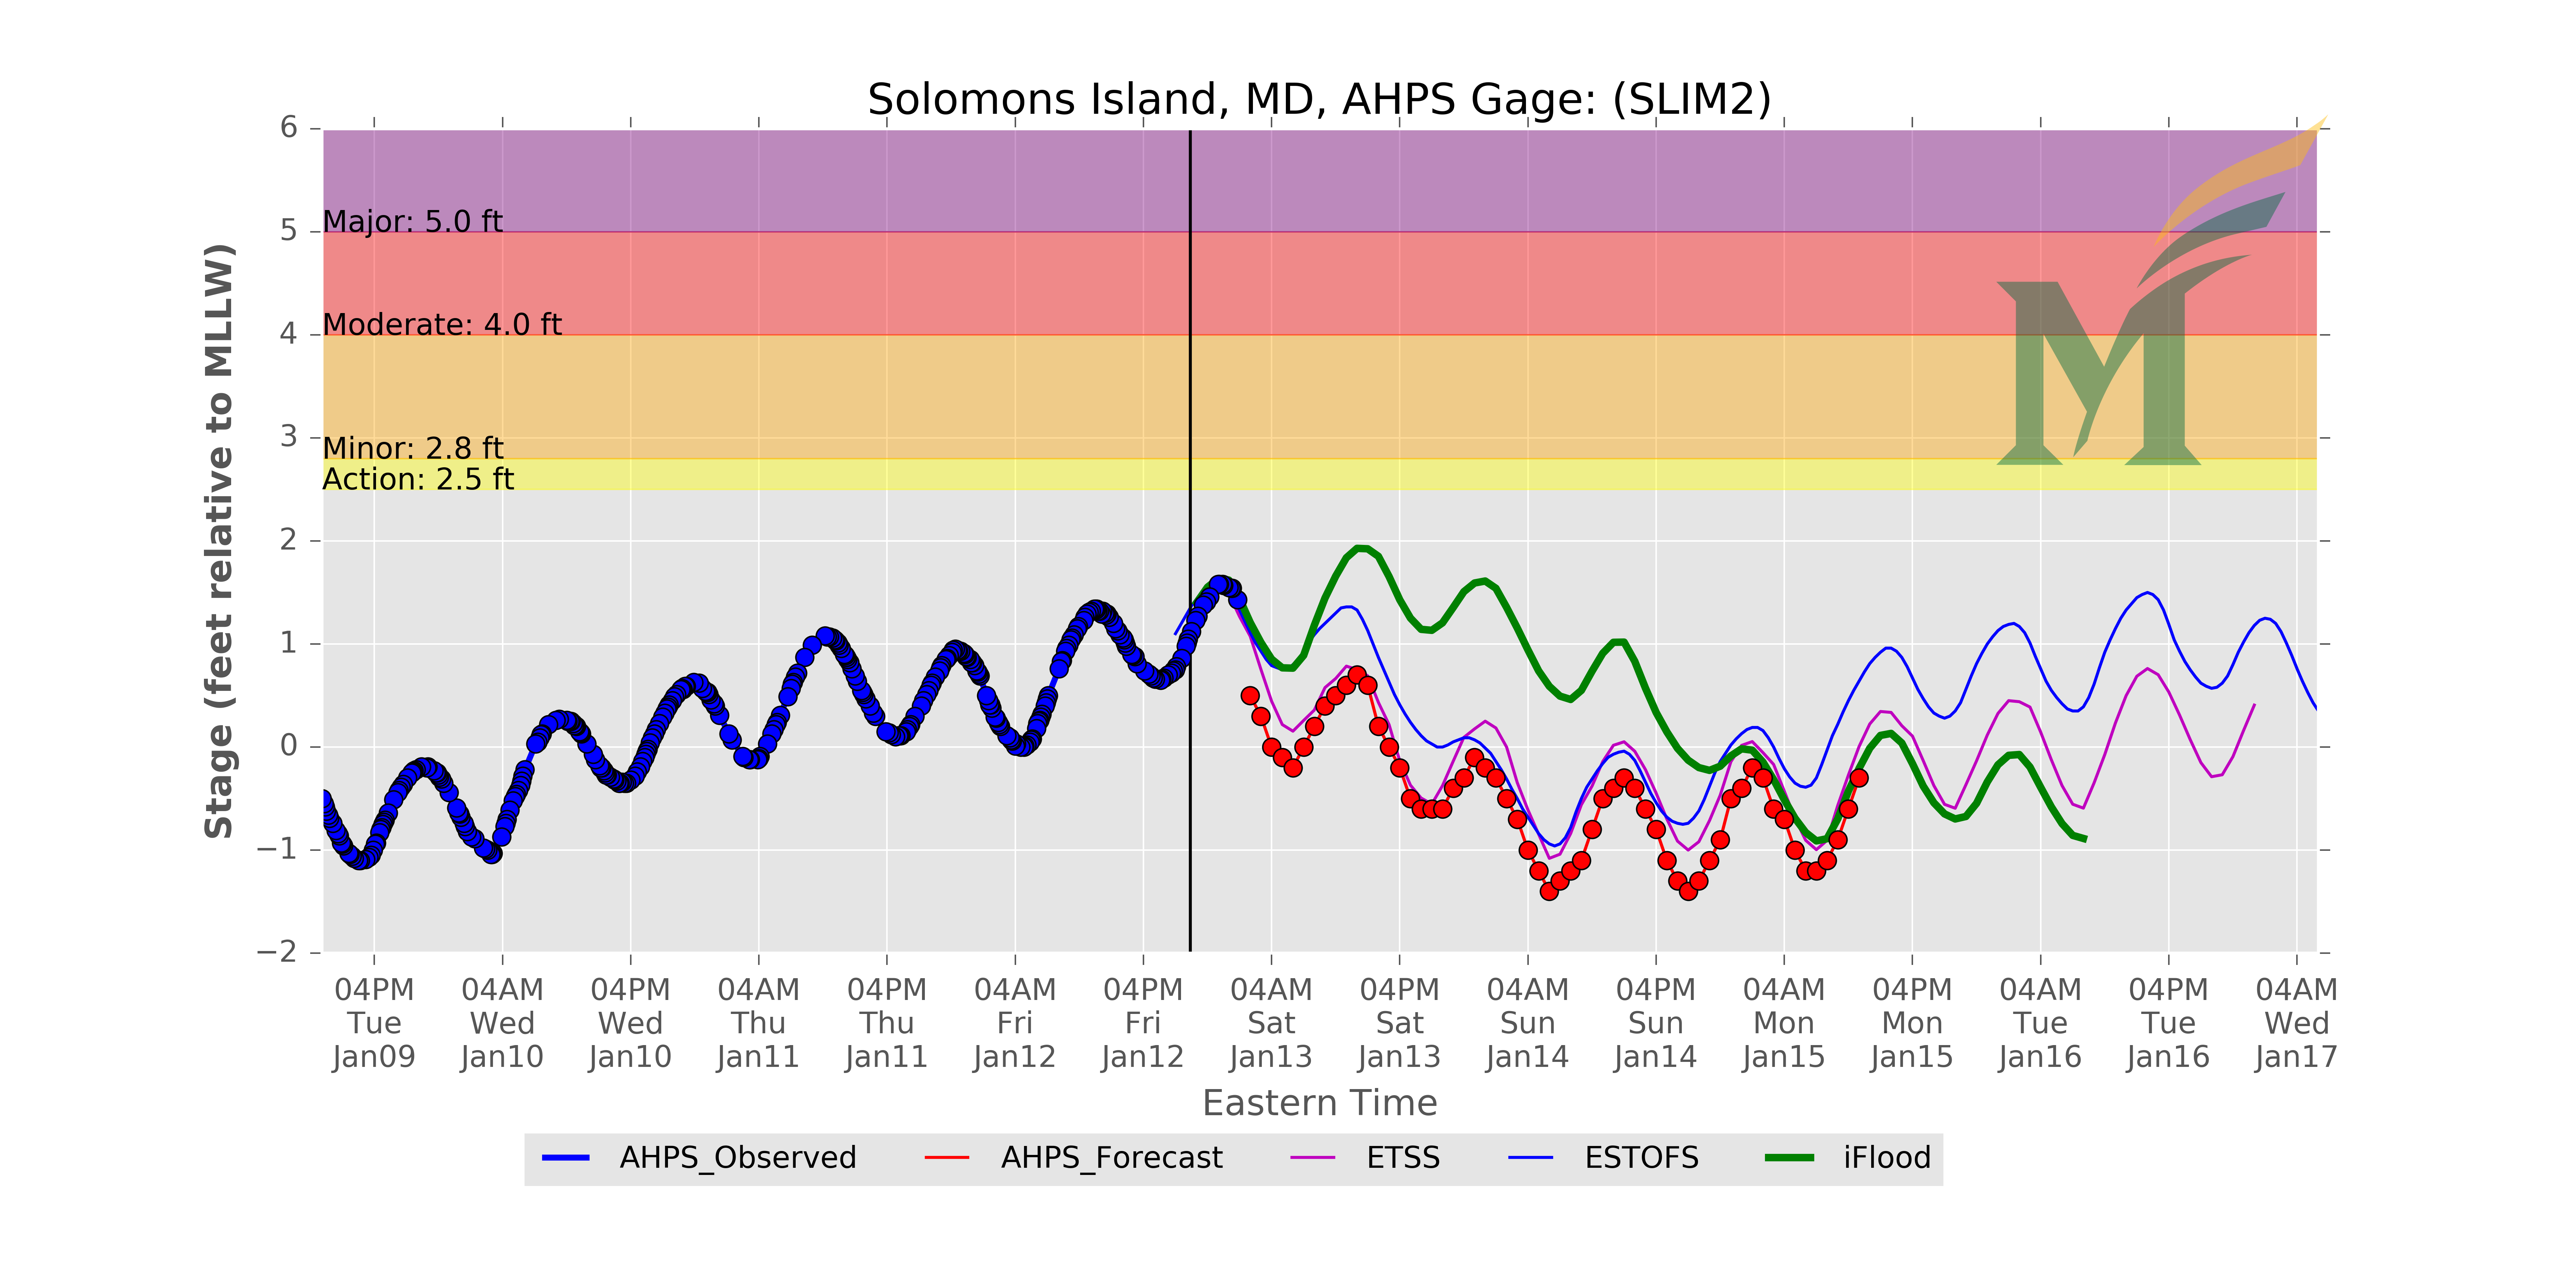 Solomons Island, MD, AHPS Gage: (SLIM2)
Stage (feet relative to MLLW)
6
5
4
3
2
1
0
−1
−2
Major: 5.0 ft
Moderate: 4.0 ft
Minor: 2.8 ft
Action: 2.5 ft
M
04PM 04AM 04PM 04AM 04PM 04AM 04PM 04AM 04PM 04AM 04PM 04AM 04PM 04AM 04PM 04AM
Tue Wed Wed Thu Thu Fri Fri Sat Sat Sun Sun Mon Mon Tue Tue Wed
Jan09 Jan10 Jan10 Jan11 Jan11 Jan12 Jan12 Jan13 Jan13 Jan14 Jan14 Jan15 Jan15 Jan16 Jan16 Jan17
Eastern Time
AHPS_Observed AHPS_Forecast ETSS ESTOFS iFlood